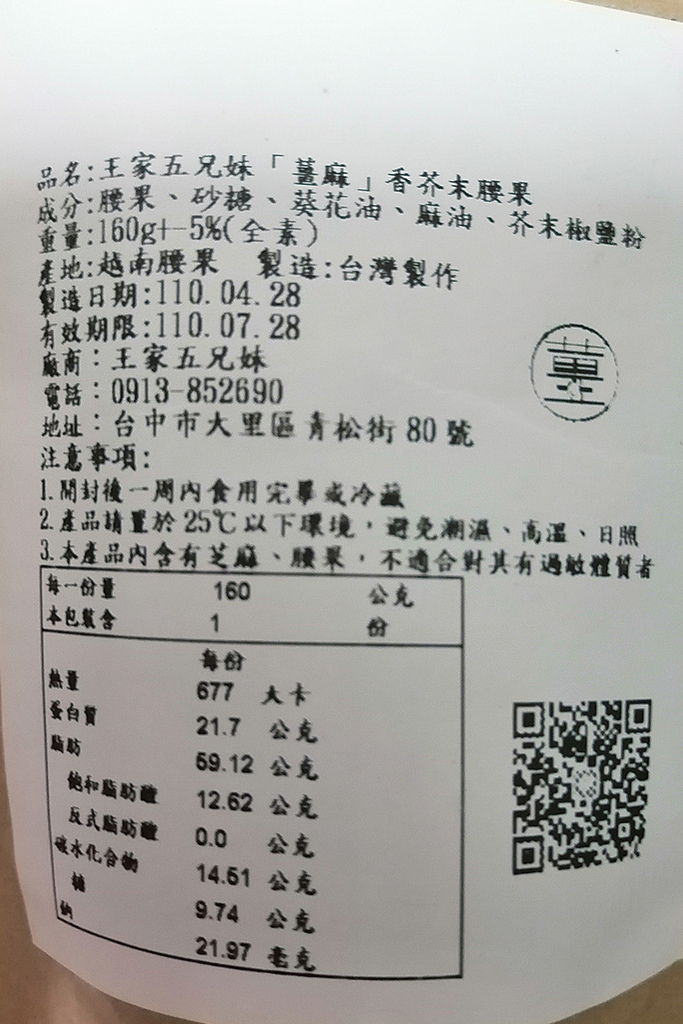 品名:王家五兄妹「薑麻」香芥末腰果
成分:腰果、砂糖、葵花油、麻油、芥末椒鹽粉
重量:160g+-5%(全素)
產地:越南腰果 製造:台灣製作
製造日期:110.04.28
有效期限:110.07.28
廠商:王家五兄妹
電話:0913-852690
地址:台中市大里區青松街80號
注意事項:
1.開封後一周內食用完畢或冷藏
2.產品請置於25℃以下環境,避免潮濕、高溫、日照
3.本產品內含有芝麻、腰果,不適合對其有過敏體質者
每一份量 160 公克
本包裝含 1 份
每份
熱量 677 大卡
蛋白質 21.7 公克
脂肪 59.12 公克
飽和脂肪酸 12.62 公克
反式脂肪酸 0.0 公克
碳水化合物 14.51 公克
糖 9.74 公克
鈉 21.97 毫克